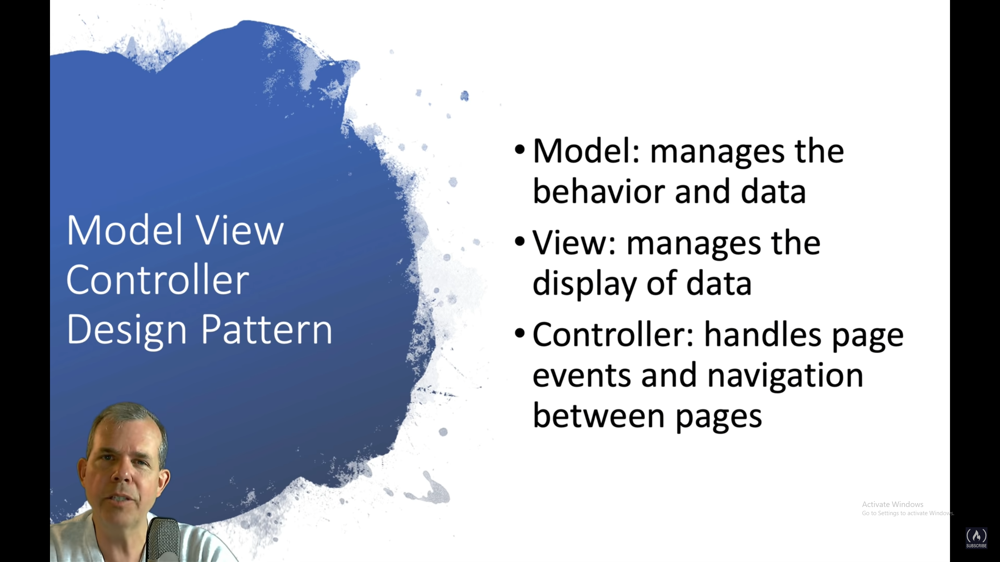 Model View
Controller
Design Pattern
• Model: manages the
behavior and data
• View: manages the
display of data
• Controller: handles page
events and navigation
between pages
Activate Windows
Go to Settings to activate Windows.
SUBSCRIBE